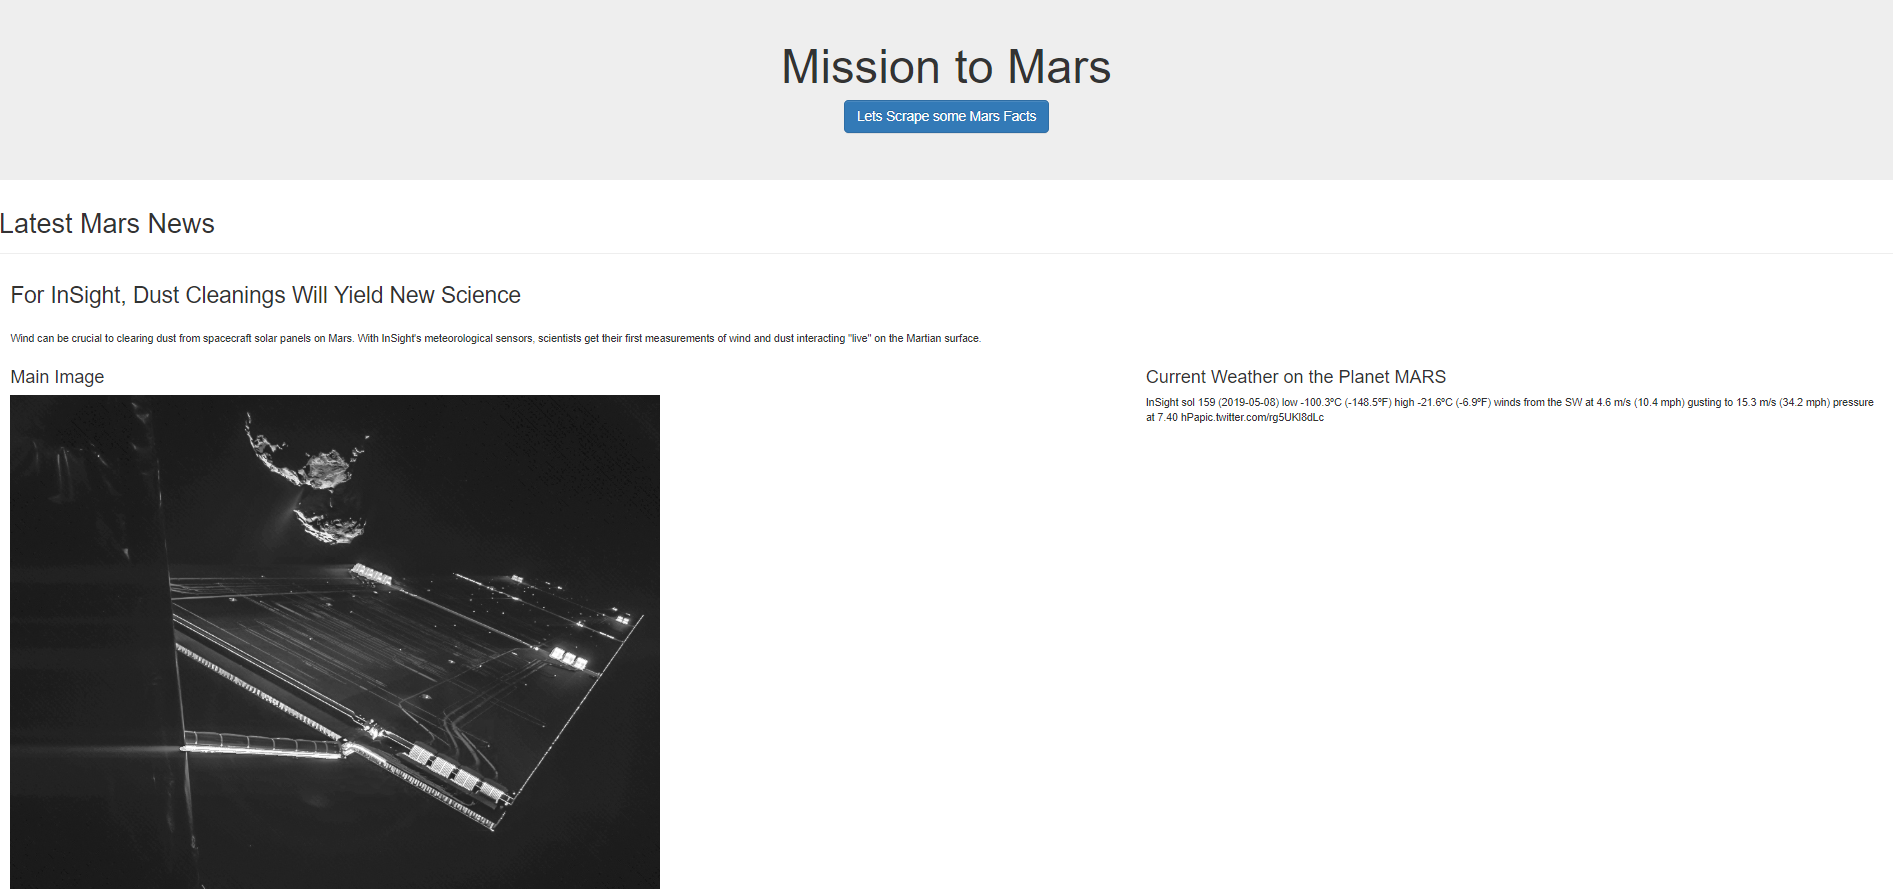 Mission to Mars
Lets Scrape some Mars Facts
Latest Mars News
For InSight, Dust Cleanings Will Yield New Science
Wind can be crucial to clearing dust from spacecraft solar panels on Mars. With InSight's meteorological sensors, scientists get their first measurements of wind and dust interacting "live" on the Martian surface.
Main Image
Current Weather on the Planet MARS
InSight sol 159 (2019-05-08) low -100.3ºC (-148.5ºF) high -21.6ºC (-6.9ºF) winds from the SW at 4.6 m/s (10.4 mph) gusting to 15.3 m/s (34.2 mph) pressure
at 7.40 hPapic.twitter.com/rg5UKl8dLc